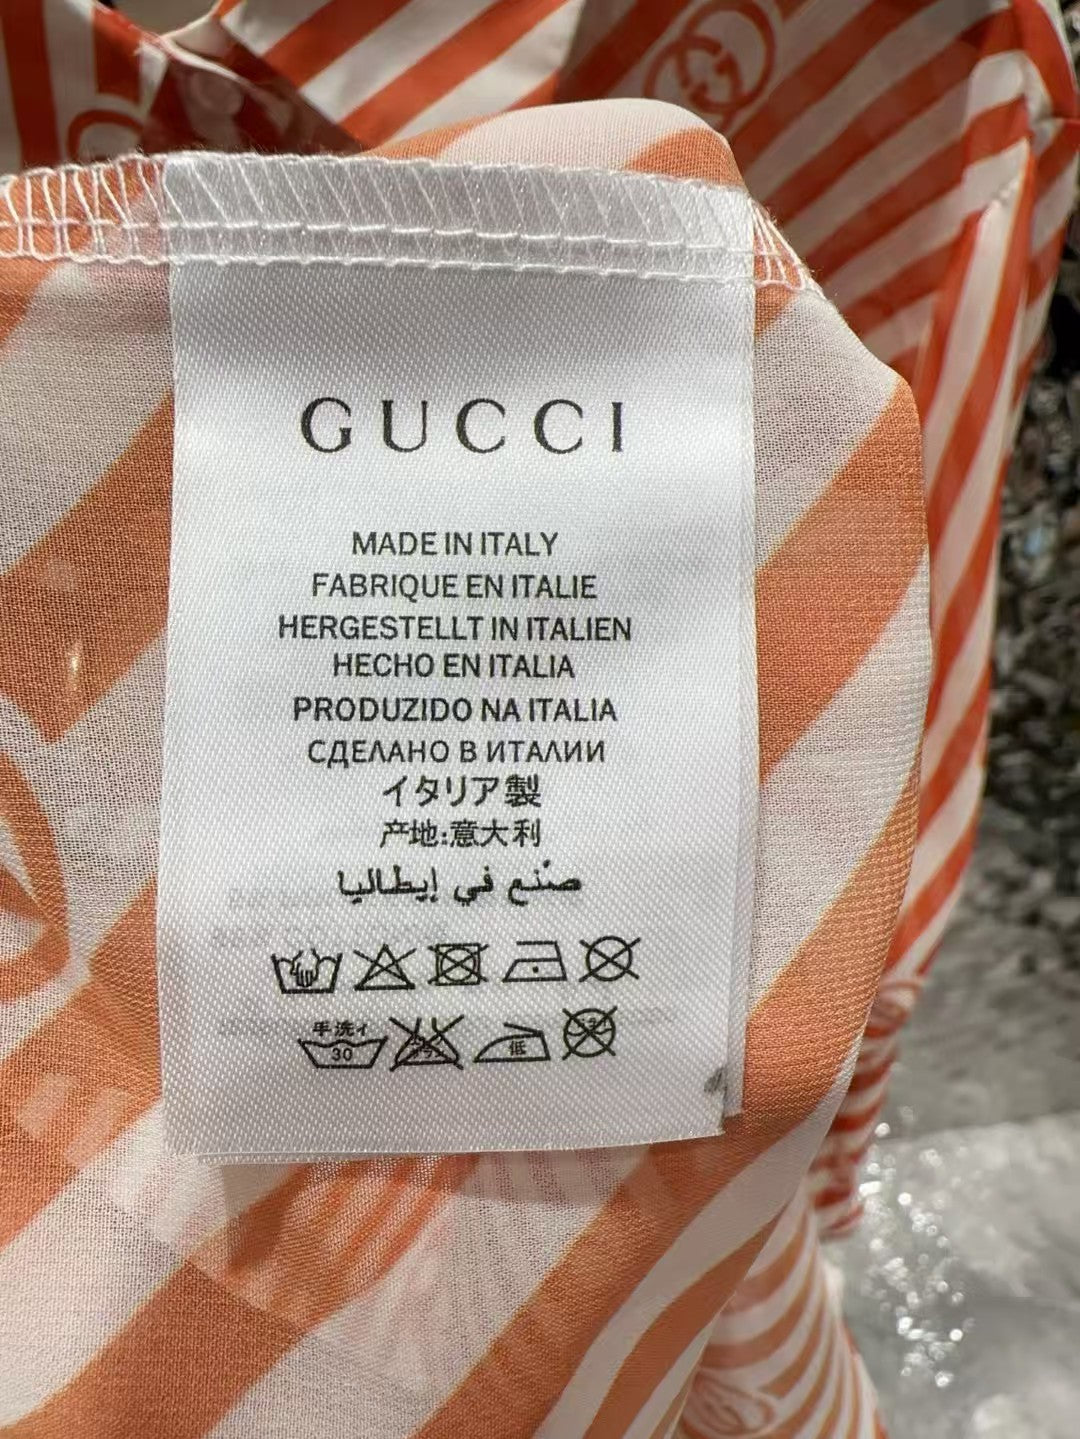 GUCCI
MADE IN ITALY
FABRIQUE EN ITALIE
HERGESTELLT IN ITALIEN
HECHO EN ITALIA
PRODUZIDO NA ITALIA
СДЕЛАНО В ИТАЛИИ
イタリア製
产地:意大利
صنع في إيطاليا
手洗イ
30
低